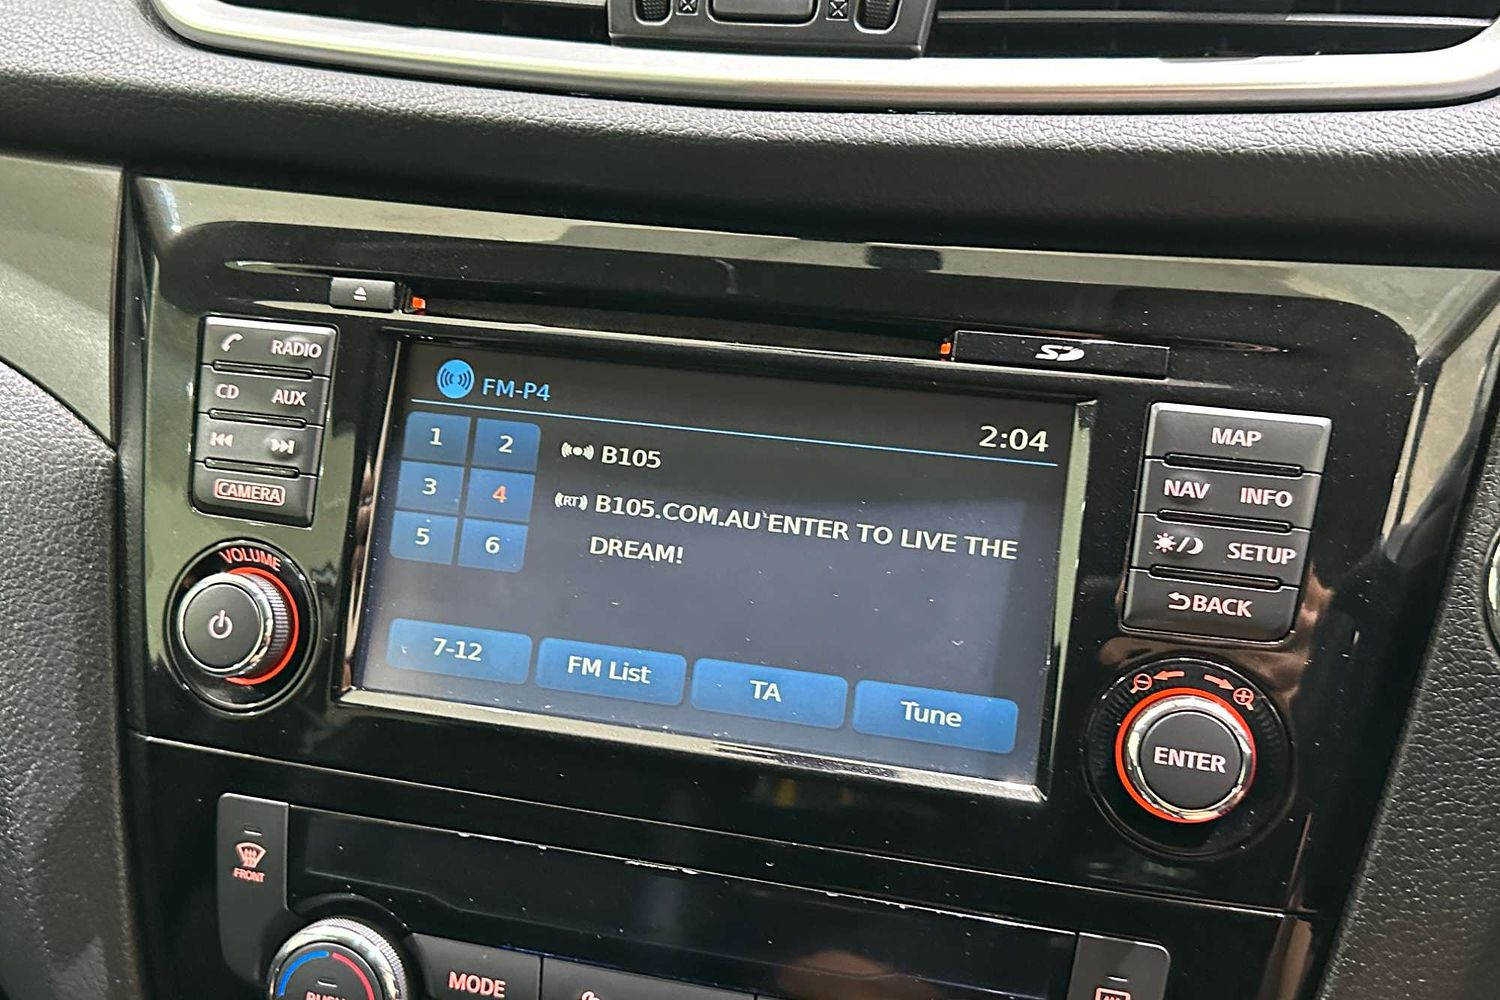 RADIO
CD AUX
CAMERA
VOLUME
FM-P4
2:04
1 2
3 4
5 6
B105
RT B105.COM.AU ENTER TO LIVE THE
DREAM!
7-12 FM List TA Tune
SD
MAP
NAV INFO
SETUP
BACK
ENTER
FRONT
MODE